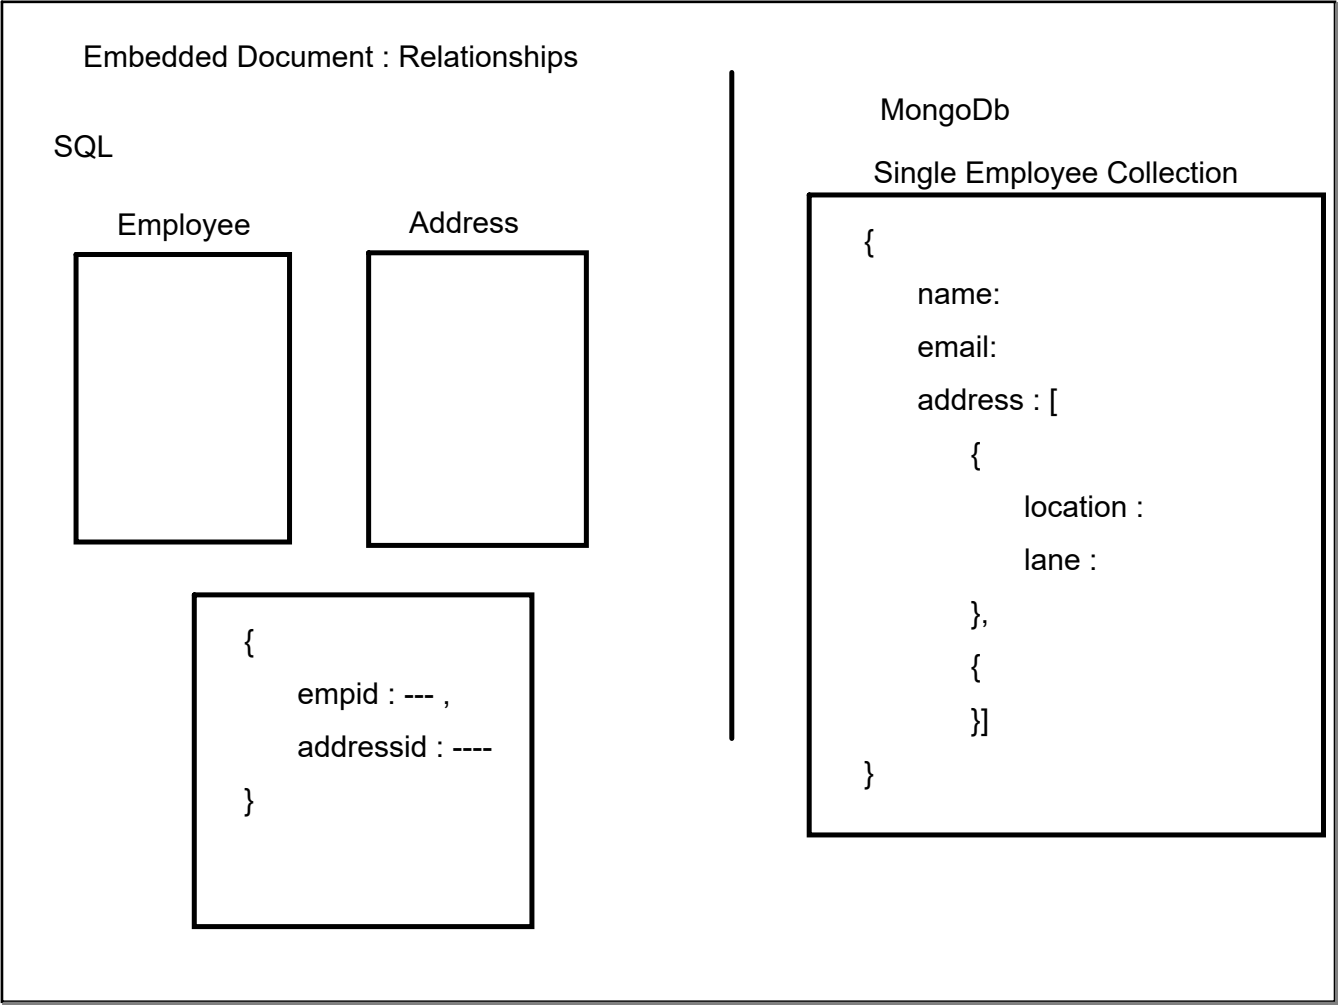 Embedded Document : Relationships
SQL
Employee
Address
{
empid : --- ,
addressid : ----
}
MongoDb
Single Employee Collection
{
name:
email:
address : [
{
location :
lane :
},
{
}]
}